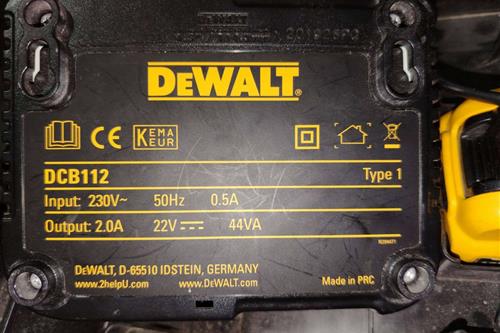 DEWALT
DEWALT®
CE KEMA KEUR
DCB112 Type 1
Input: 230V~ 50Hz 0.5A
Output: 2.0A 22V⎓ 44VA
DEWALT, D-65510 IDSTEIN, GERMANY
www.2helpU.com www.DEWALT.com
Made in PRC